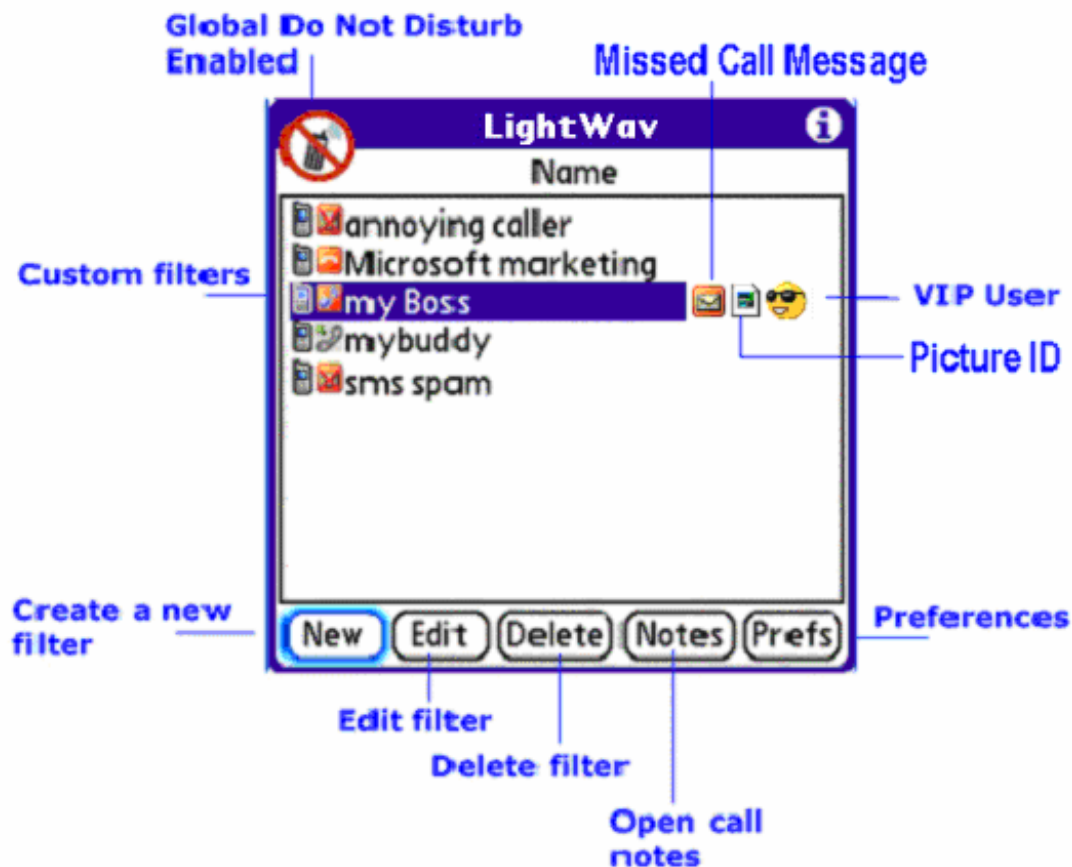 Global Do Not Disturb
Enabled
Missed Call Message
LightWav
Name
annoying caller
Microsoft marketing
Custom filters
my Boss
VIP User
mybuddy
Picture ID
sms spam
Create a new
filter
New
Edit
Delete
Notes
Prefs
Preferences
Edit filter
Delete filter
Open call
notes